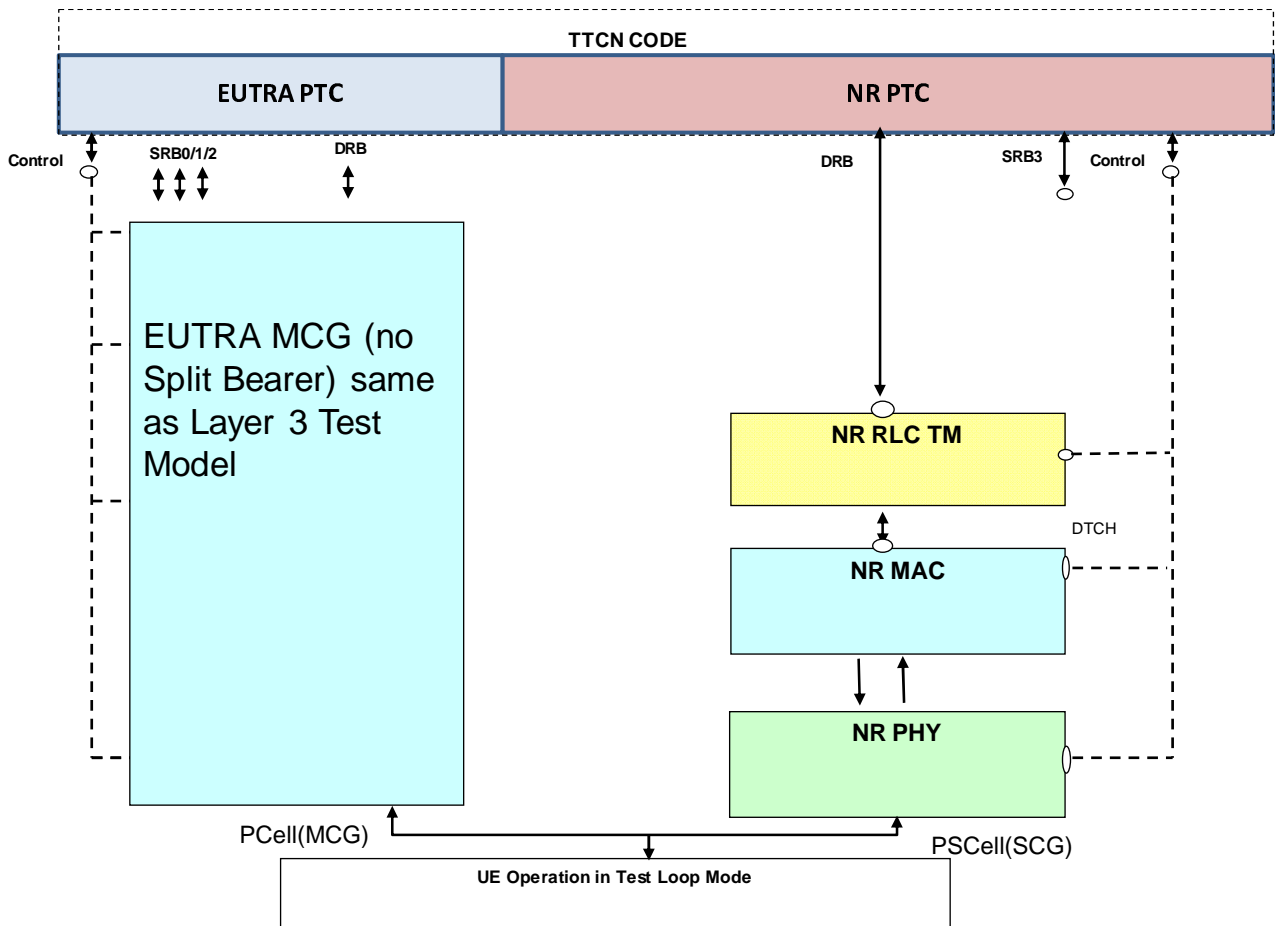 TTCN CODE
EUTRA PTC
NR PTC
Control
SRB0/1/2
DRB
DRB
SRB3
Control
EUTRA MCG (no
Split Bearer) same
as Layer 3 Test
Model
NR RLC TM
DTCH
NR MAC
NR PHY
PCell(MCG)
PSCell(SCG)
UE Operation in Test Loop Mode